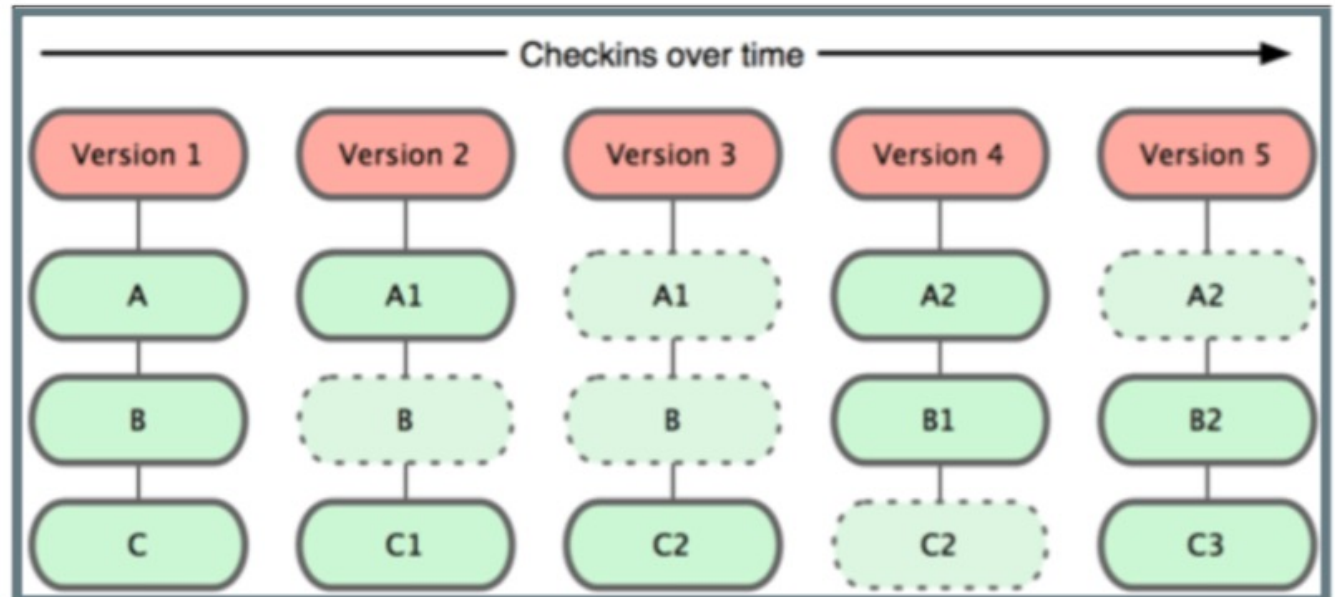 Checkins over time
Version 1 Version 2 Version 3 Version 4 Version 5
A A1 A1 A2 A2
B B B B1 B2
C C1 C2 C2 C3